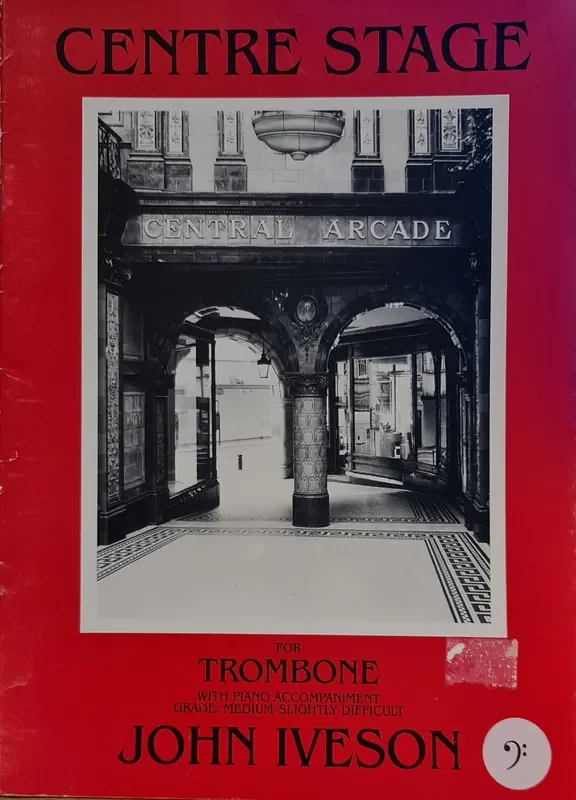 CENTRE STAGE
CENTRAL ARCADE
FOR
TROMBONE
WITH PIANO ACCOMPANIMENT
GRADE: MEDIUM-SLIGHTLY DIFFICULT
JOHN IVESON